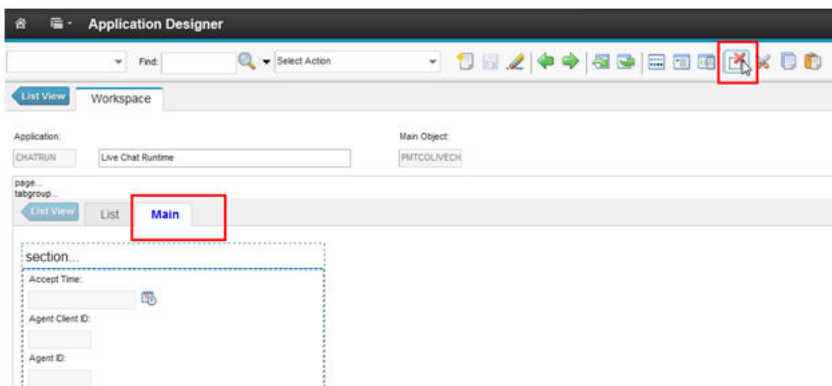 Application Designer
Find: Select Action
List View Workspace
Application: Main Object:
CHATRUN Live Chat Runtime PMTCOLIVECH
page...
tabgroup...
List View List Main
section...
Accept Time:
Agent Client ID:
Agent ID: